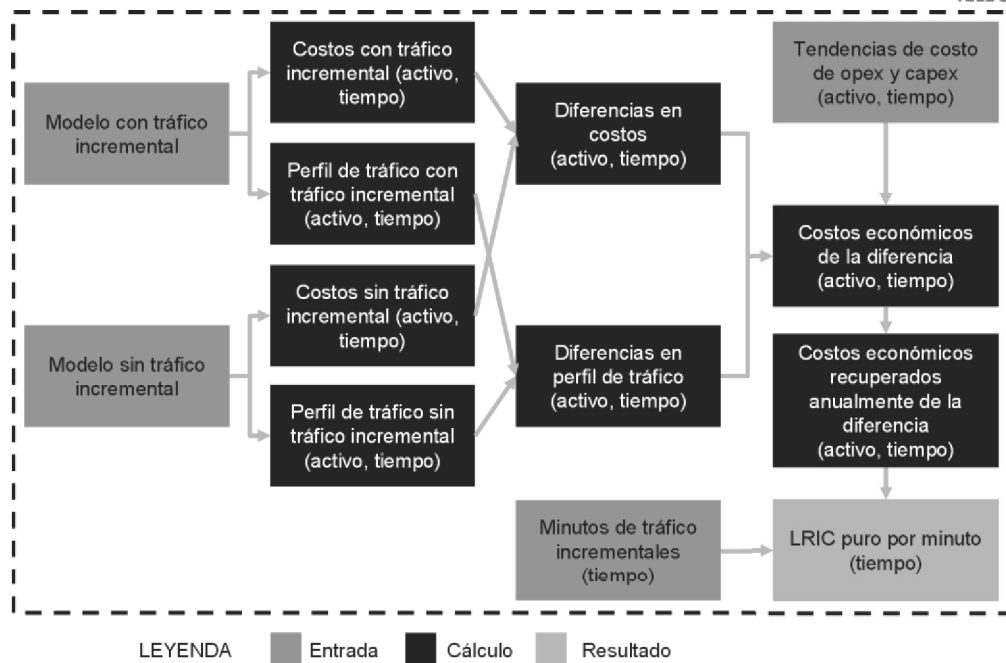 Modelo con tráfico
incremental
Costos con tráfico
incremental (activo,
tiempo)
Perfil de tráfico con
tráfico incremental
(activo, tiempo)
Modelo sin tráfico
incremental
Costos sin tráfico
incremental (activo,
tiempo)
Perfil de tráfico sin
tráfico incremental
(activo, tiempo)
Diferencias en
costos
(activo, tiempo)
Diferencias en
perfil de tráfico
(activo, tiempo)
Tendencias de costo
de opex y capex
(activo, tiempo)
Costos económicos
de la diferencia
(activo, tiempo)
Costos económicos
recuperados
anualmente de la
diferencia
(activo, tiempo)
Minutos de tráfico
incrementales
(tiempo)
LRIC puro por minuto
(tiempo)
LEYENDA
Entrada
Cálculo
Resultado